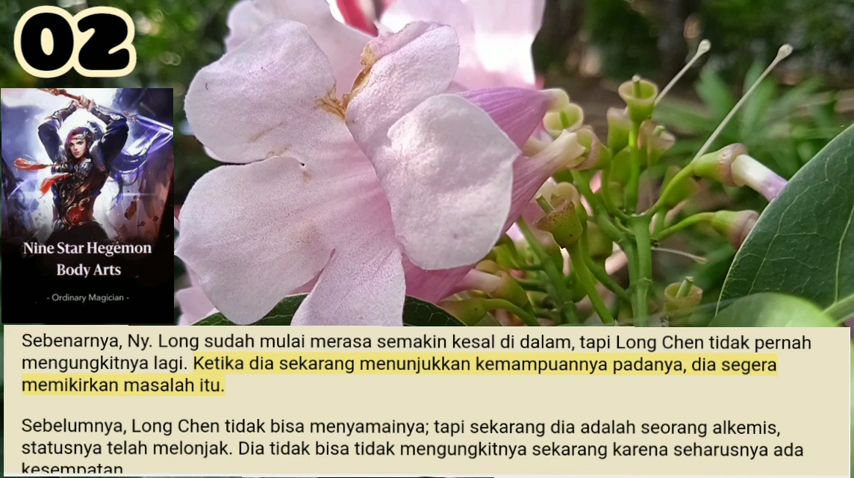 02
Nine Star Hegemon
Body Arts
- Ordinary Magician -
Sebenarnya, Ny. Long sudah mulai merasa semakin kesal di dalam, tapi Long Chen tidak pernah
mengungkitnya lagi. Ketika dia sekarang menunjukkan kemampuannya padanya, dia segera
memikirkan masalah itu.
Sebelumnya, Long Chen tidak bisa menyamainya; tapi sekarang dia adalah seorang alkemis,
statusnya telah melonjak. Dia tidak bisa tidak mengungkitnya sekarang karena seharusnya ada
kesempatan